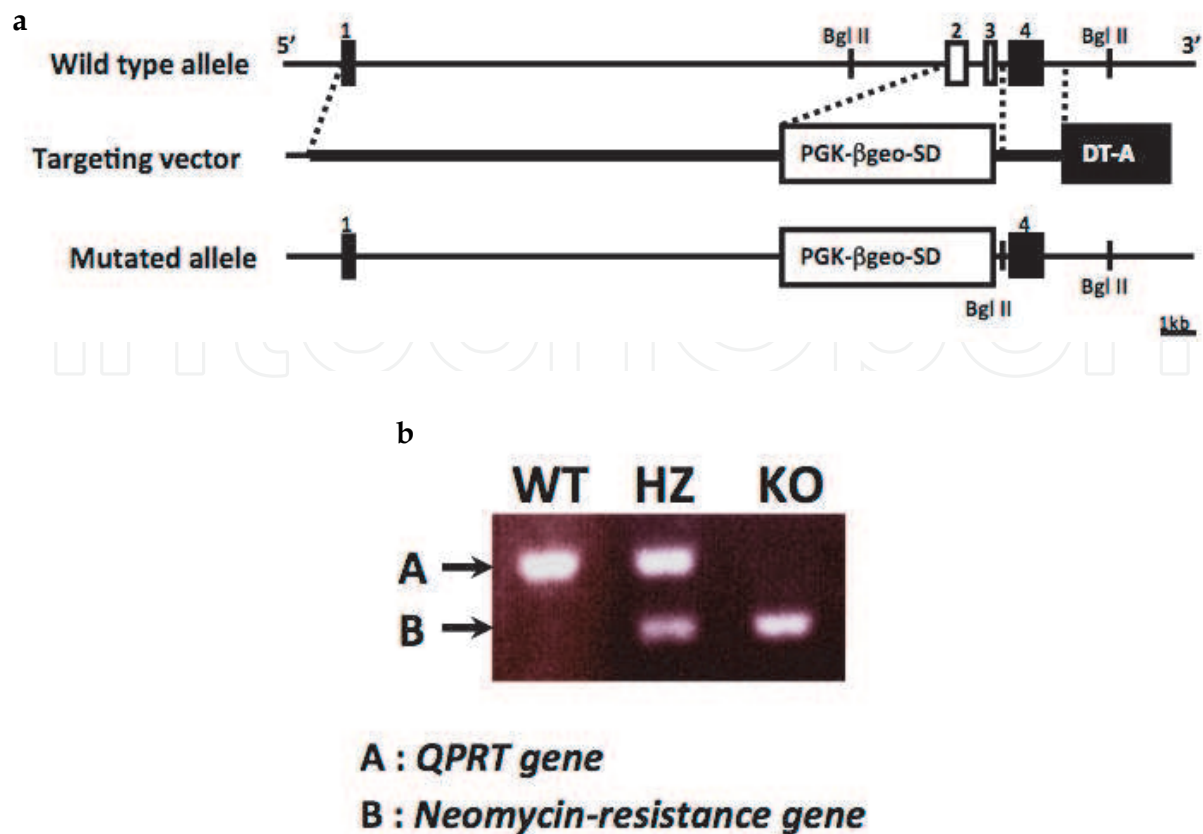 a
5' 1 Bgl II 2 3 4 Bgl II 3'
Wild type allele
Targeting vector PGK-βgeo-SD DT-A
1 4
Mutated allele PGK-βgeo-SD
Bgl II Bgl II
1kb
b
WT HZ KO
A
B
A : QPRT gene
B : Neomycin-resistance gene